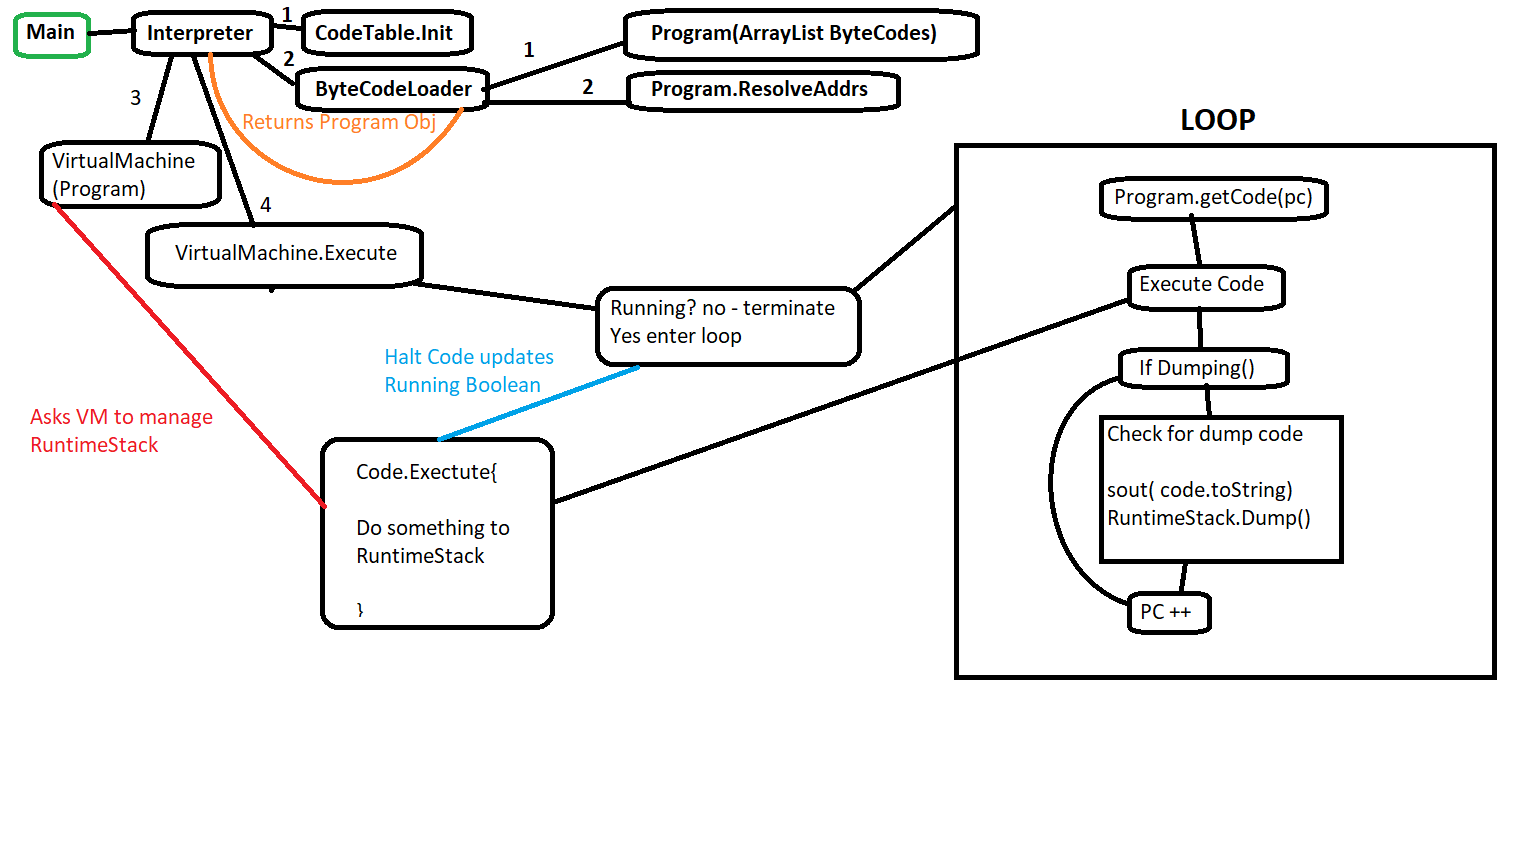 Main
Interpreter
1
CodeTable.Init
2
ByteCodeLoader
1
Program(ArrayList ByteCodes)
2
Program.ResolveAddrs
Returns Program Obj
3
VirtualMachine
(Program)
4
VirtualMachine.Execute
Running? no - terminate
Yes enter loop
Halt Code updates
Running Boolean
Asks VM to manage
RuntimeStack
Code.Exectute{
Do something to
RuntimeStack
}
LOOP
Program.getCode(pc)
Execute Code
If Dumping()
Check for dump code
sout( code.toString)
RuntimeStack.Dump()
PC ++